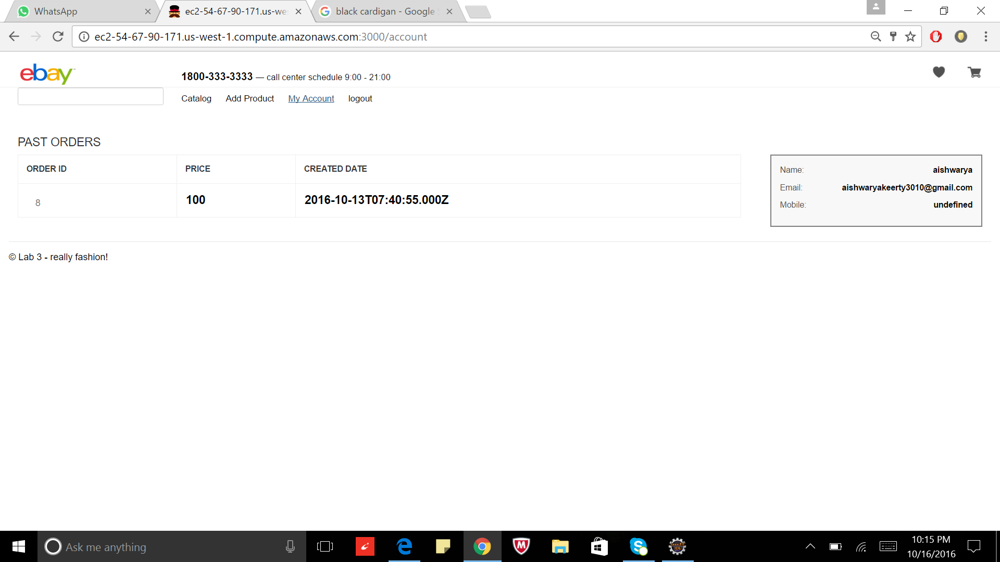 WhatsApp
ec2-54-67-90-171.us-we
black cardigan - Google
ec2-54-67-90-171.us-west-1.compute.amazonaws.com:3000/account
ebay
1800-333-3333 — call center schedule 9:00 - 21:00
Catalog Add Product My Account logout
PAST ORDERS
ORDER ID PRICE CREATED DATE
8 100 2016-10-13T07:40:55.000Z
Name: aishwarya
Email: aishwaryakeerty3010@gmail.com
Mobile: undefined
© Lab 3 - really fashion!
Ask me anything
Java EE
IDE
10:15 PM
10/16/2016